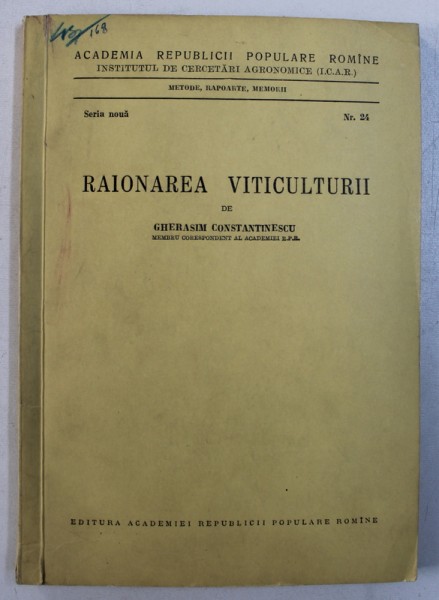 168
ACADEMIA REPUBLICII POPULARE ROMÎNE
INSTITUTUL DE CERCETĂRI AGRONOMICE (I.C.A.R.)
METODE, RAPOARTE, MEMORII
Seria nouă Nr. 24
RAIONAREA VITICULTURII
DE
GHERASIM CONSTANTINESCU
MEMBRU CORESPONDENT AL ACADEMIEI R.P.R.
EDITURA ACADEMIEI REPUBLICII POPULARE ROMÎNE